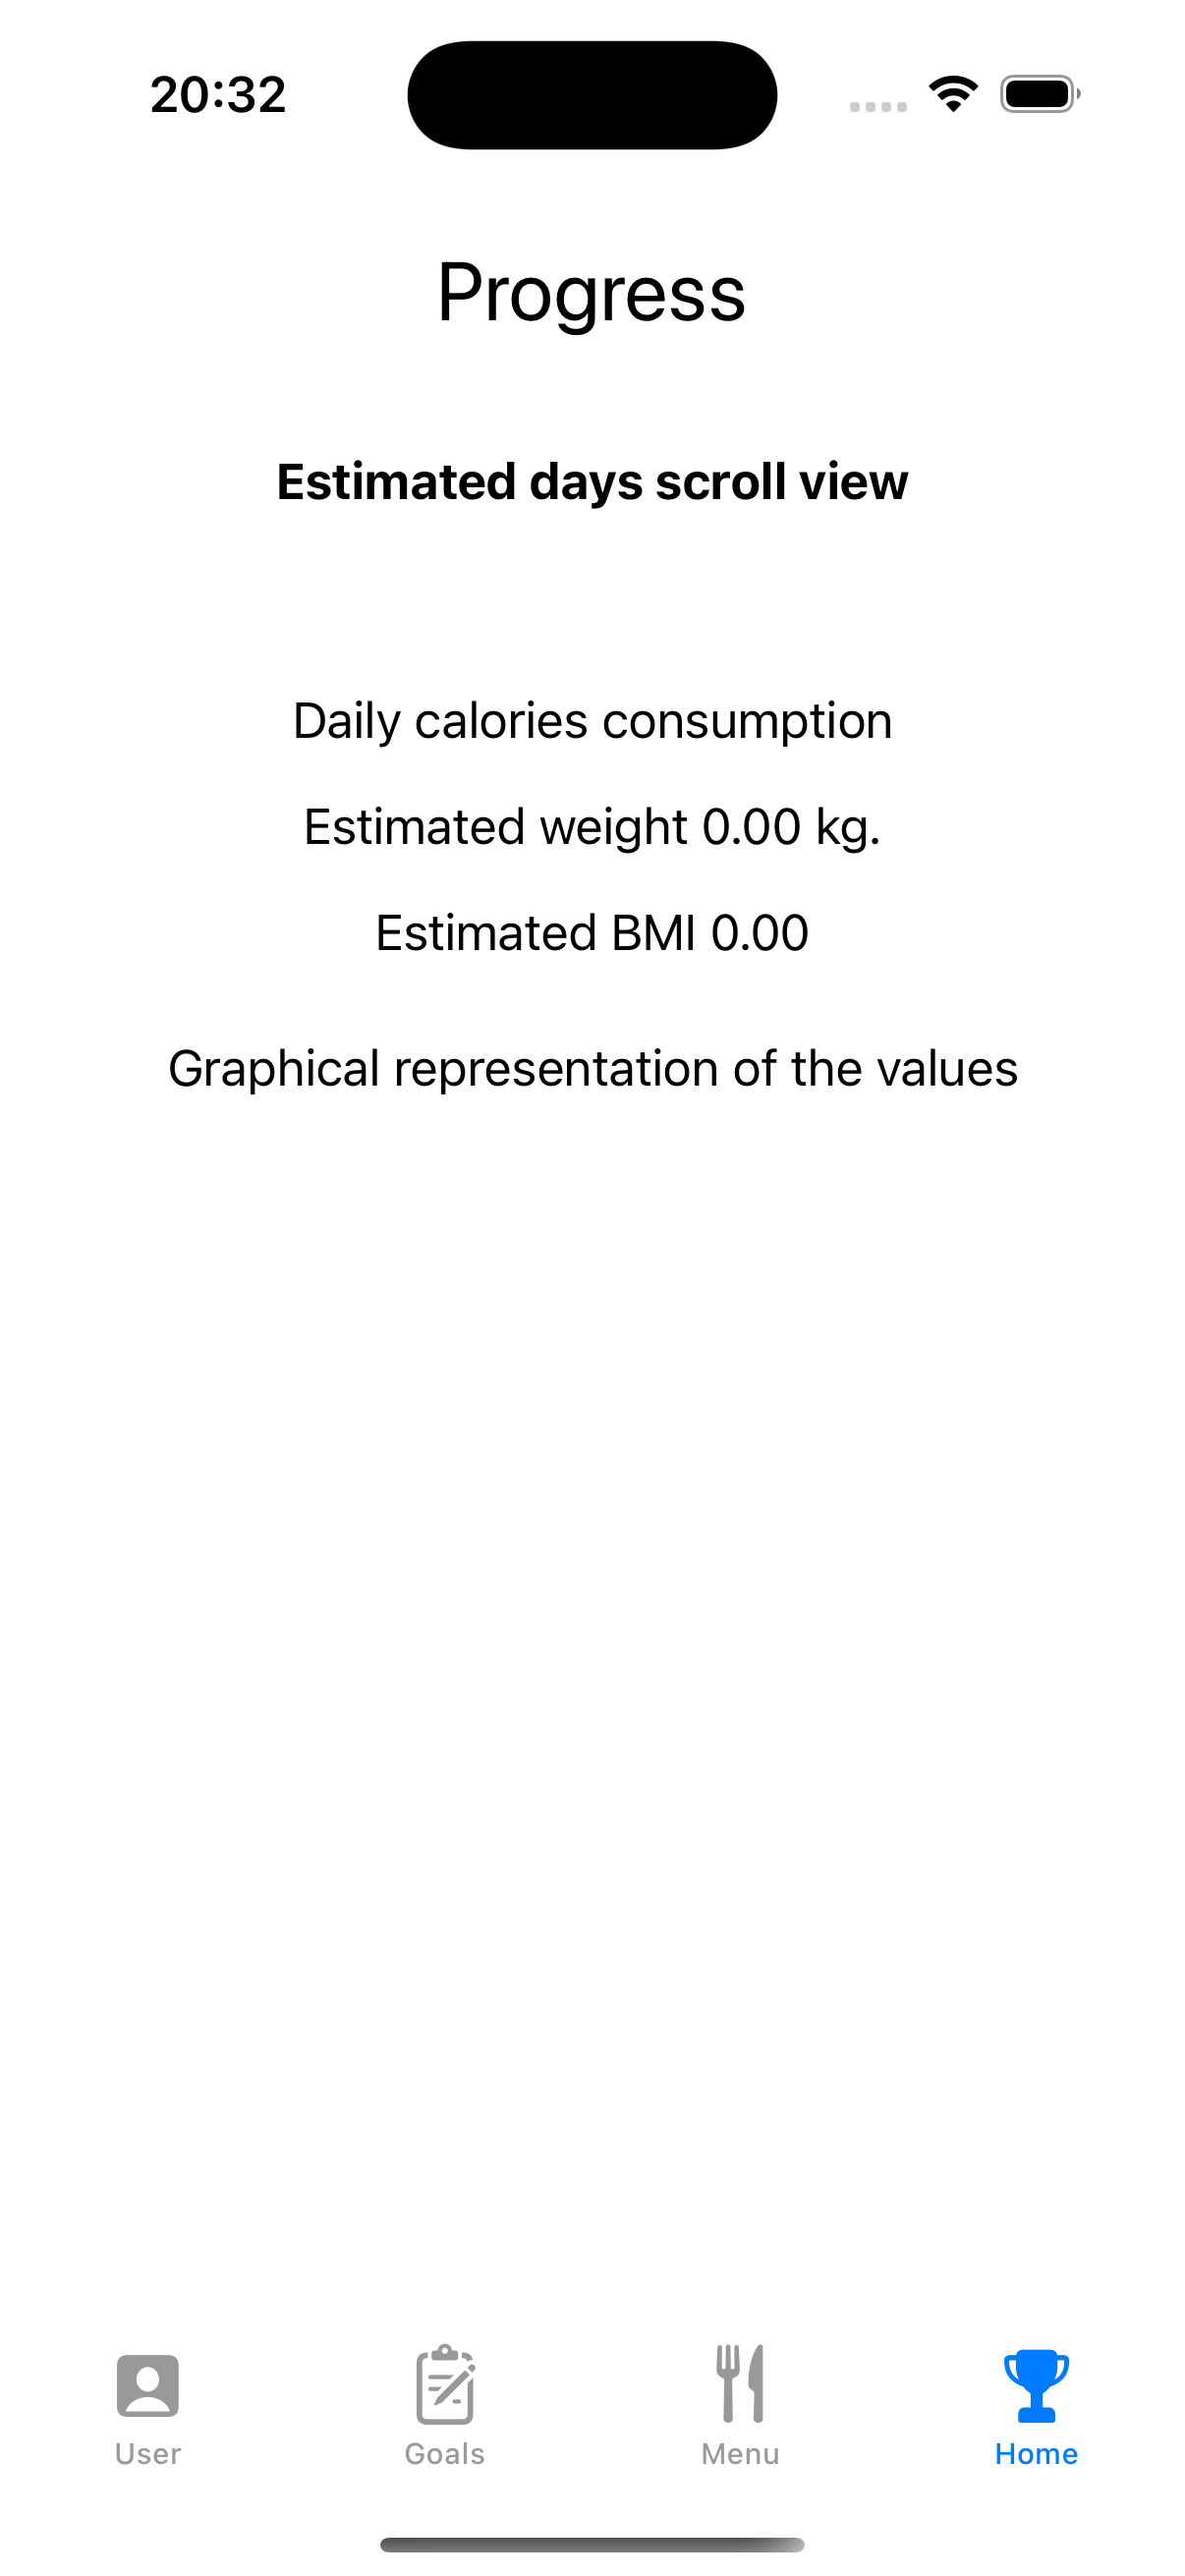 20:32
Progress
Estimated days scroll view
Daily calories consumption
Estimated weight 0.00 kg.
Estimated BMI 0.00
Graphical representation of the values
User
Goals
Menu
Home